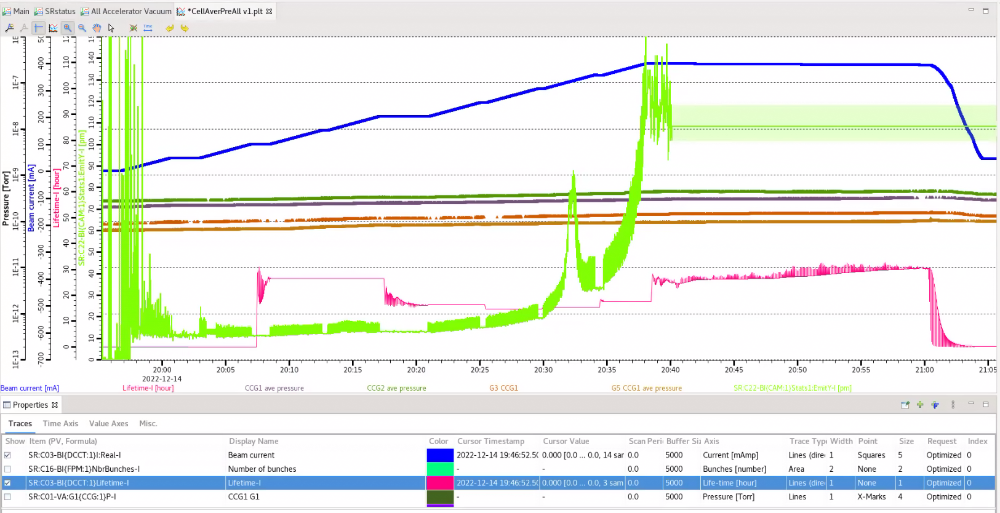 Main SRstatus All Accelerator Vacuum *CellAverPreAll v1.plt
Time
Pressure [Torr]
1E-7
1E-8
1E-9
1E-10
1E-11
1E-12
1E-13
Beam current [mA]
400
300
200
100
0
-100
-200
-300
-400
-500
-600
-700
Lifetime-I [hour]
110
100
90
80
70
60
50
40
30
20
10
0
SR:C22-BI{CAM:1}Stats1:EmitY-I [pm]
140
130
120
110
100
90
80
70
60
50
40
30
20
10
0
20:00 20:05 20:10 20:15 20:20 20:25 20:30 20:35 20:40 20:45 20:50 20:55 21:00 21:05
2022-12-14
Beam current [mA] Lifetime-I [hour] CCG1 ave pressure CCG2 ave pressure G3 CCG1 G5 CCG1 ave pressure SR:C22-BI{CAM:1}Stats1:EmitY-I [pm]
Properties
Traces Time Axis Value Axes Misc.
Show Item (PV, Formula) Display Name Color Cursor Timestamp Cursor Value Scan Peri Buffer Siz Axis Trace Type Width Point Size Request Index
SR:C03-BI{DCCT:1}I:Real-I Beam current 2022-12-14 19:46:52.50 0.000 [0.0 ... 0.0, 14 sam 0.0 5000 Current [mAmp] Lines (direc 1 Squares 5 Optimized 0
SR:C16-BI{FPM:1}NbrBunches-I Number of bunches - - 0.0 5000 Bunches [number] Area 2 None 2 Optimized 0
SR:C03-BI{DCCT:1}Lifetime-I Lifetime-I 2022-12-14 19:46:52.50 0.000 [0.0 ... 0.0, 3 sam 0.0 5000 Life-time [hour] Lines (direc 1 None 1 Optimized 0
SR:C01-VA:G1{CCG:1}P-I CCG1 G1 - - 0.0 5000 Pressure [Torr] Lines 1 X-Marks 4 Optimized 0